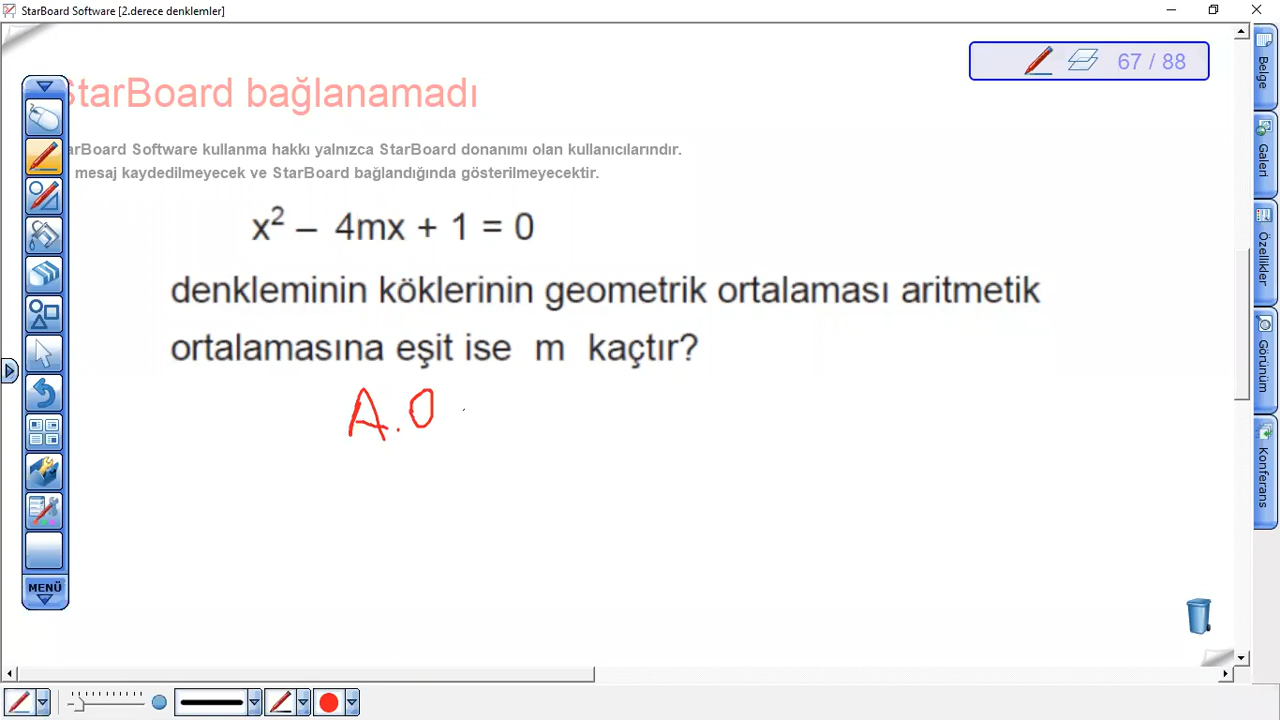 StarBoard Software [2.derece denklemler]
67 / 88
StarBoard bağlanamadı
arBoard Software kullanma hakkı yalnızca StarBoard donanımı olan kullanıcılarındır.
mesaj kaydedilmeyecek ve StarBoard bağlandığında gösterilmeyecektir.
x² – 4mx + 1 = 0
denkleminin köklerinin geometrik ortalaması aritmetik
ortalamasına eşit ise m kaçtır?
A.O
MENÜ
Belge
Galeri
Özellikler
Görünüm
Konferans